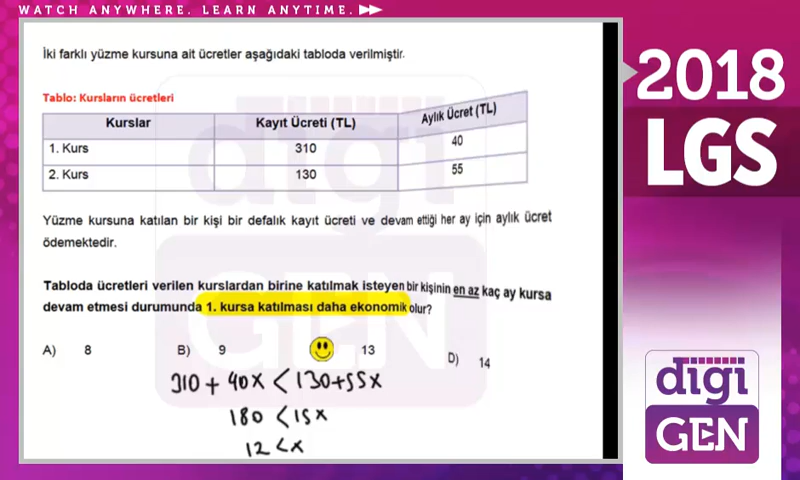 WATCH ANYWHERE. LEARN ANYTIME.
İki farklı yüzme kursuna ait ücretler aşağıdaki tabloda verilmiştir.
Tablo: Kursların ücretleri
Kurslar Kayıt Ücreti (TL) Aylık Ücret (TL)
1. Kurs 310 40
2. Kurs 130 55
Yüzme kursuna katılan bir kişi bir defalık kayıt ücreti ve devam ettiği her ay için aylık ücret
ödemektedir.
Tabloda ücretleri verilen kurslardan birine katılmak isteyen bir kişinin en az kaç ay kursa
devam etmesi durumunda 1. kursa katılması daha ekonomik olur?
A) 8 B) 9 13 D) 14
310 + 40x < 130+55x
180 < 15x
12 < x
2018
LGS
digi
GEN